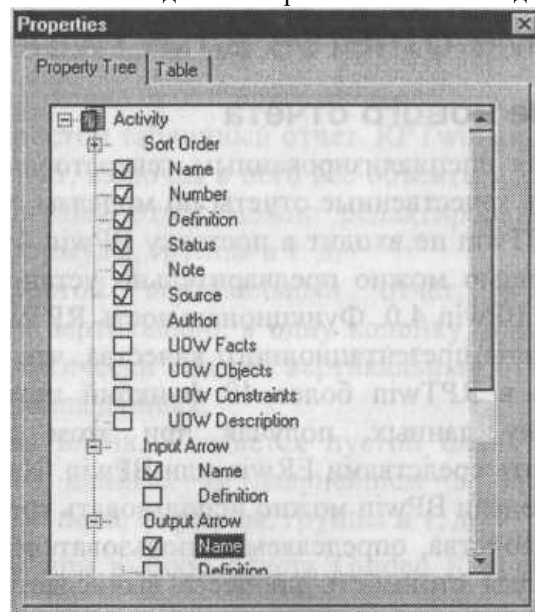 Properties
Property Tree Table
Activity
Sort Order
Name
Number
Definition
Status
Note
Source
Author
UOW Facts
UOW Objects
UOW Constraints
UOW Description
Input Arrow
Name
Definition
Output Arrow
Name
Definition